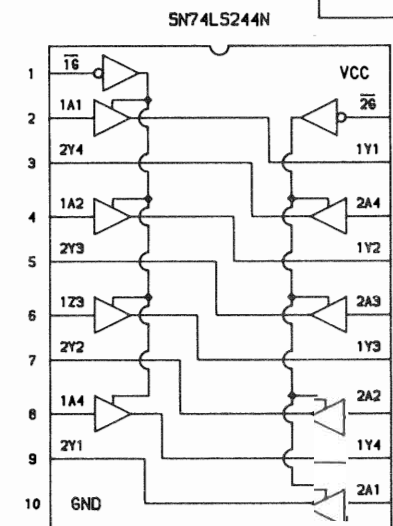 SN74LS244N
1 1G VCC
2 1A1 2G
3 2Y4 1Y1
4 1A2 2A4
5 2Y3 1Y2
6 1Z3 2A3
7 2Y2 1Y3
8 1A4 2A2
9 2Y1 1Y4
10 GND 2A1